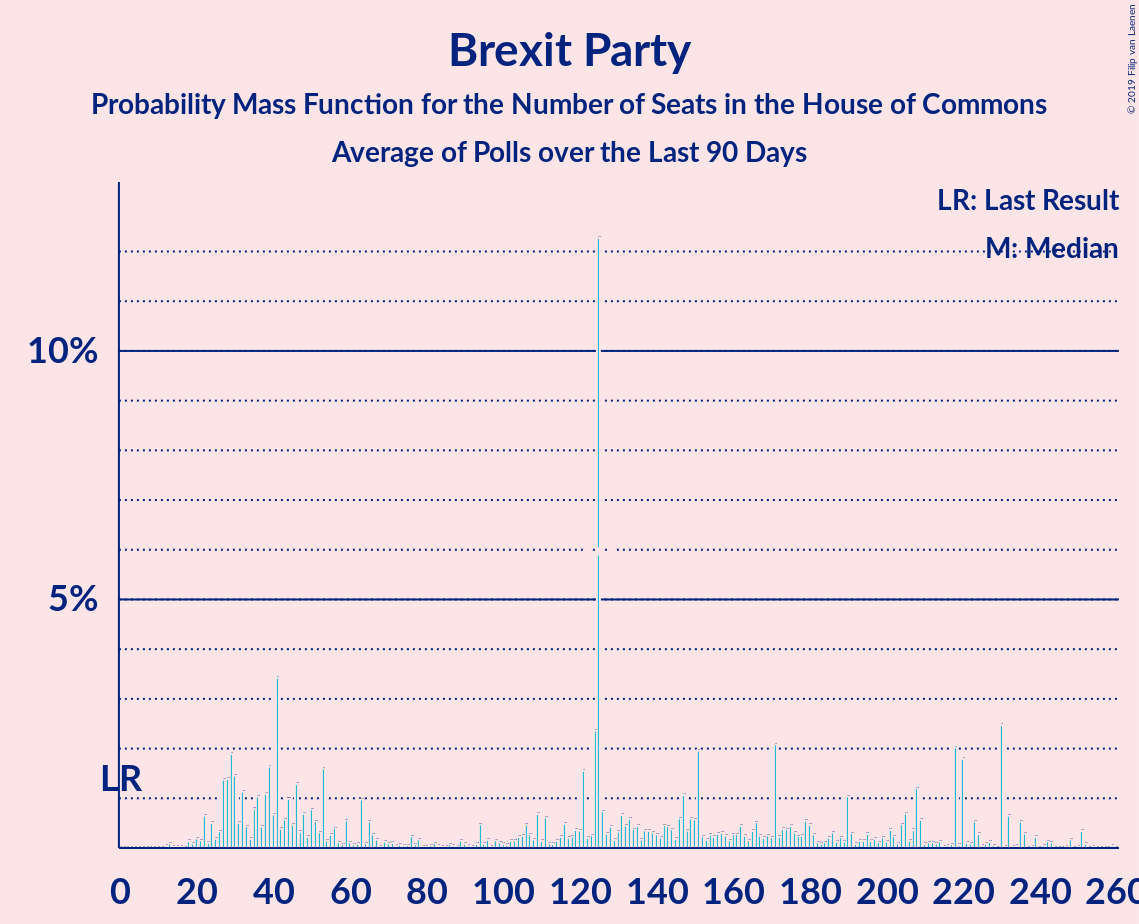 Brexit Party
Probability Mass Function for the Number of Seats in the House of Commons
Average of Polls over the Last 90 Days
© 2019 Filip van Laenen
LR: Last Result
M: Median
10%
5%
LR
0 20 40 60 80 100 120 140 160 180 200 220 240 260